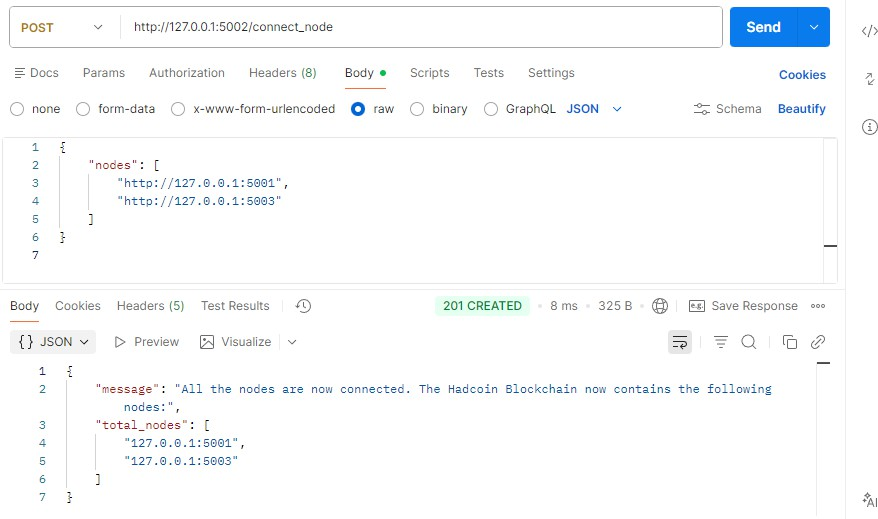 POST http://127.0.0.1:5002/connect_node Send
Docs Params Authorization Headers (8) Body Scripts Tests Settings Cookies
none form-data x-www-form-urlencoded raw binary GraphQL JSON Schema Beautify
1 {
2 "nodes": [
3 "http://127.0.0.1:5001",
4 "http://127.0.0.1:5003"
5 ]
6 }
7
Body Cookies Headers (5) Test Results 201 CREATED • 8 ms • 325 B • e.g. Save Response
{} JSON Preview Visualize
1 {
2 "message": "All the nodes are now connected. The Hadcoin Blockchain now contains the following
nodes:",
3 "total_nodes": [
4 "127.0.0.1:5001",
5 "127.0.0.1:5003"
6 ]
7 }
AI